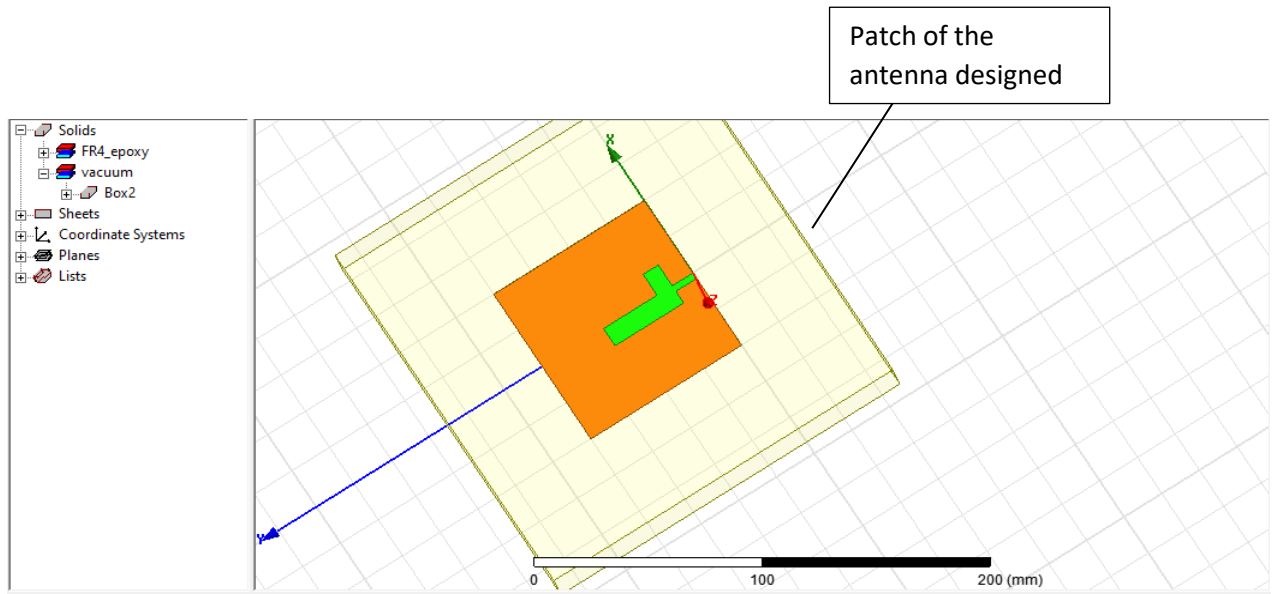 Patch of the
antenna designed
Solids
FR4_epoxy
vacuum
Box2
Sheets
Coordinate Systems
Planes
Lists
X
Z
Y
0 100 200 (mm)